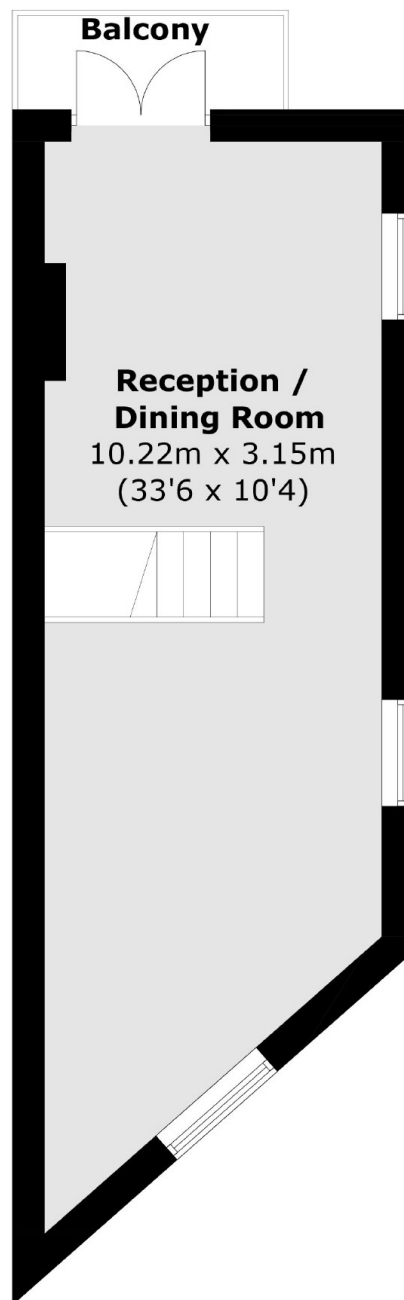 Balcony
Reception /
Dining Room
10.22m x 3.15m
(33'6 x 10'4)